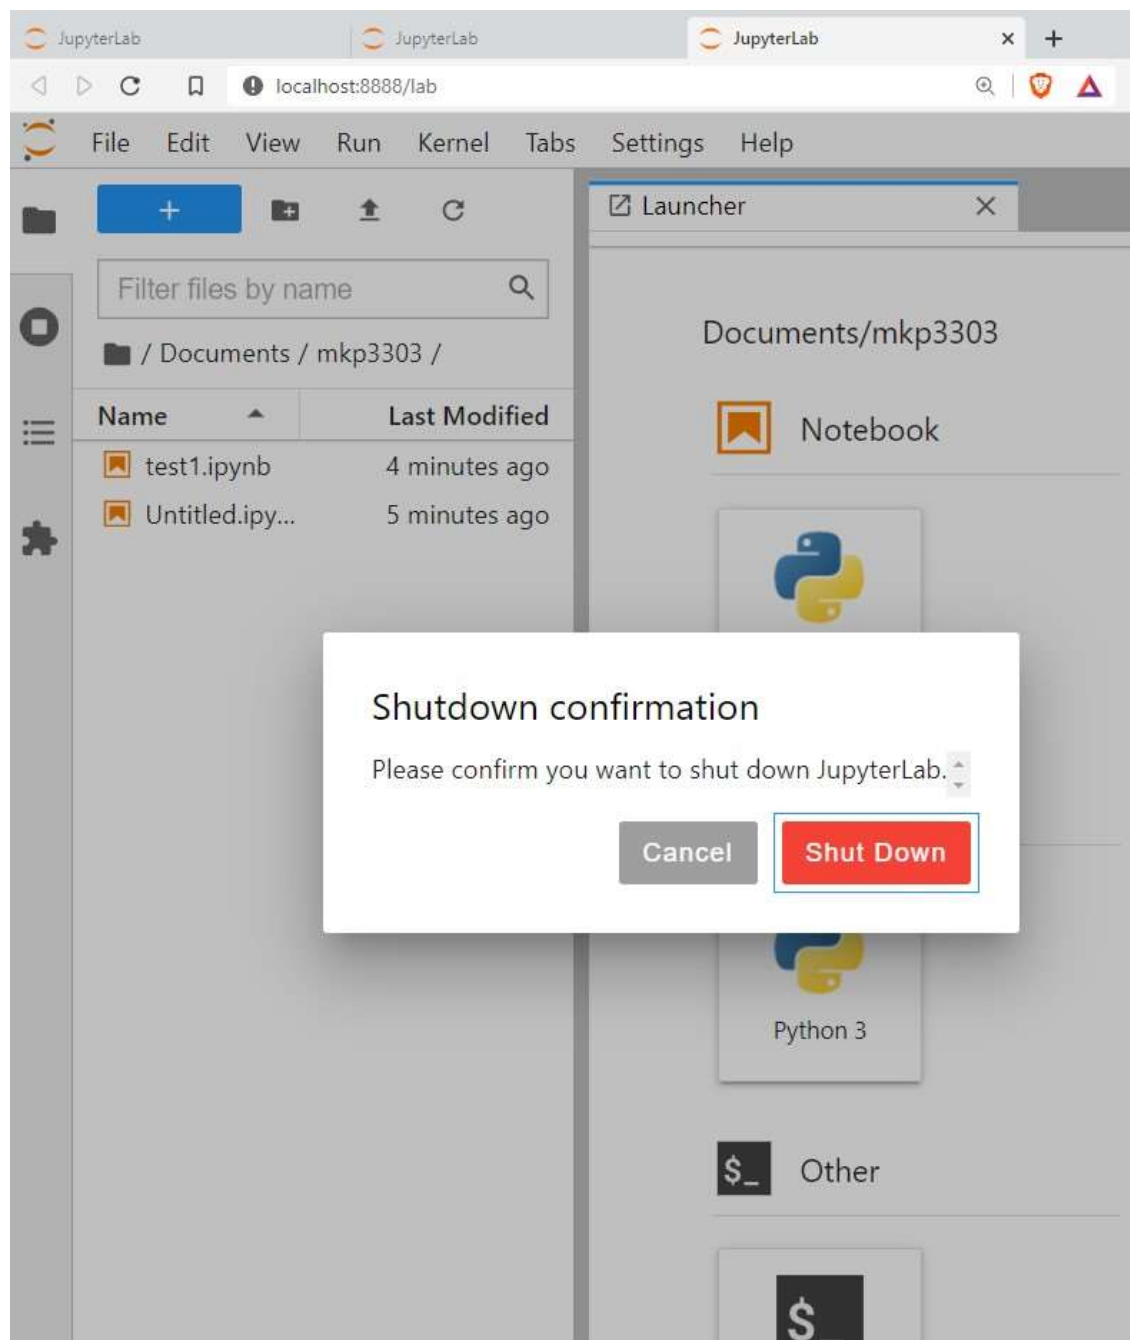 JupyterLab JupyterLab JupyterLab
localhost:8888/lab
File Edit View Run Kernel Tabs Settings Help
Launcher
Filter files by name
/ Documents / mkp3303 /
Documents/mkp3303
Name Last Modified
Notebook
test1.ipynb 4 minutes ago
Untitled.ipy... 5 minutes ago
Shutdown confirmation
Please confirm you want to shut down JupyterLab.
Cancel Shut Down
Python 3
$_ Other
$_